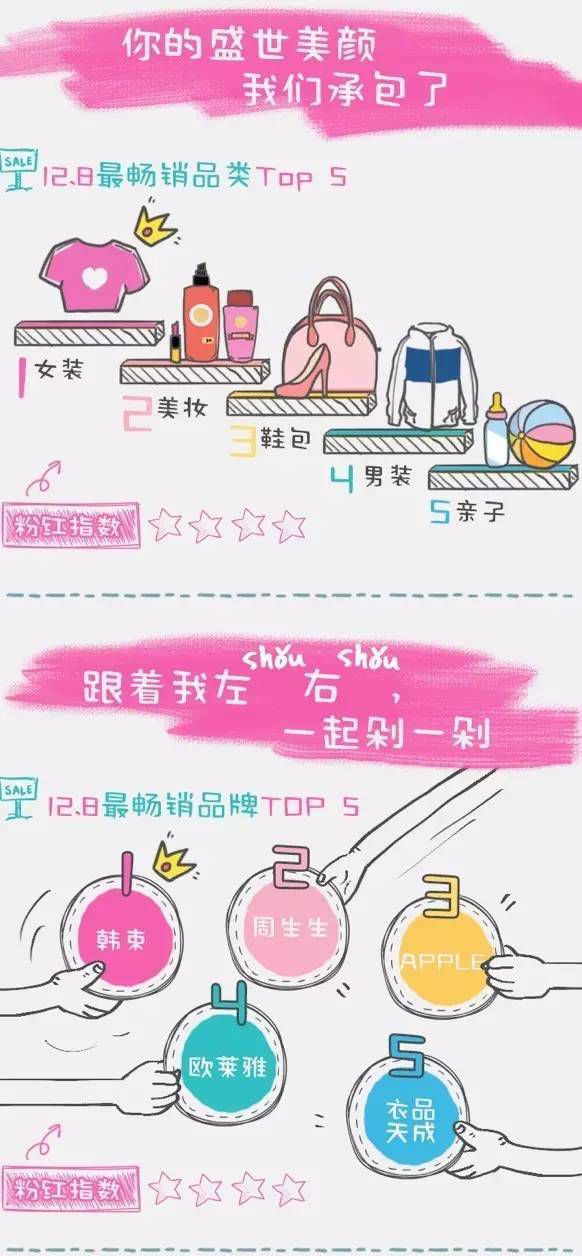 你的盛世美颜
我们承包了
SALE
12.8最畅销品类Top 5
1女装
2美妆
3鞋包
4男装
5亲子
粉红指数
shǒu shǒu
跟着我左 右 ，
一起剁一剁
SALE
12.8最畅销品牌TOP 5
1
韩束
2
周生生
3
APPLE
4
欧莱雅
5
衣品
天成
粉红指数